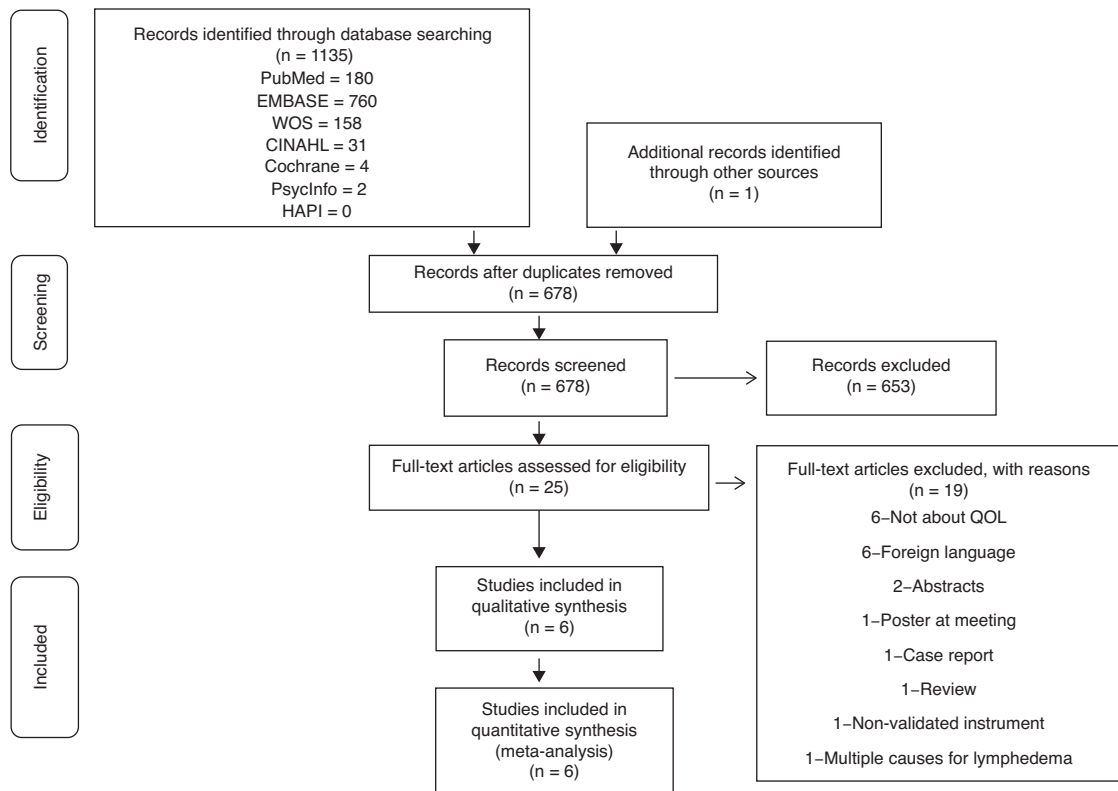 Identification
Records identified through database searching
(n = 1135)
PubMed = 180
EMBASE = 760
WOS = 158
CINAHL = 31
Cochrane = 4
PsycInfo = 2
HAPI = 0
Additional records identified
through other sources
(n = 1)
Screening
Records after duplicates removed
(n = 678)
Records screened
(n = 678)
Records excluded
(n = 653)
Eligibility
Full-text articles assessed for eligibility
(n = 25)
Full-text articles excluded, with reasons
(n = 19)
6–Not about QOL
6–Foreign language
2–Abstracts
1–Poster at meeting
1–Case report
1–Review
1–Non-validated instrument
1–Multiple causes for lymphedema
Included
Studies included in
qualitative synthesis
(n = 6)
Studies included in
quantitative synthesis
(meta-analysis)
(n = 6)